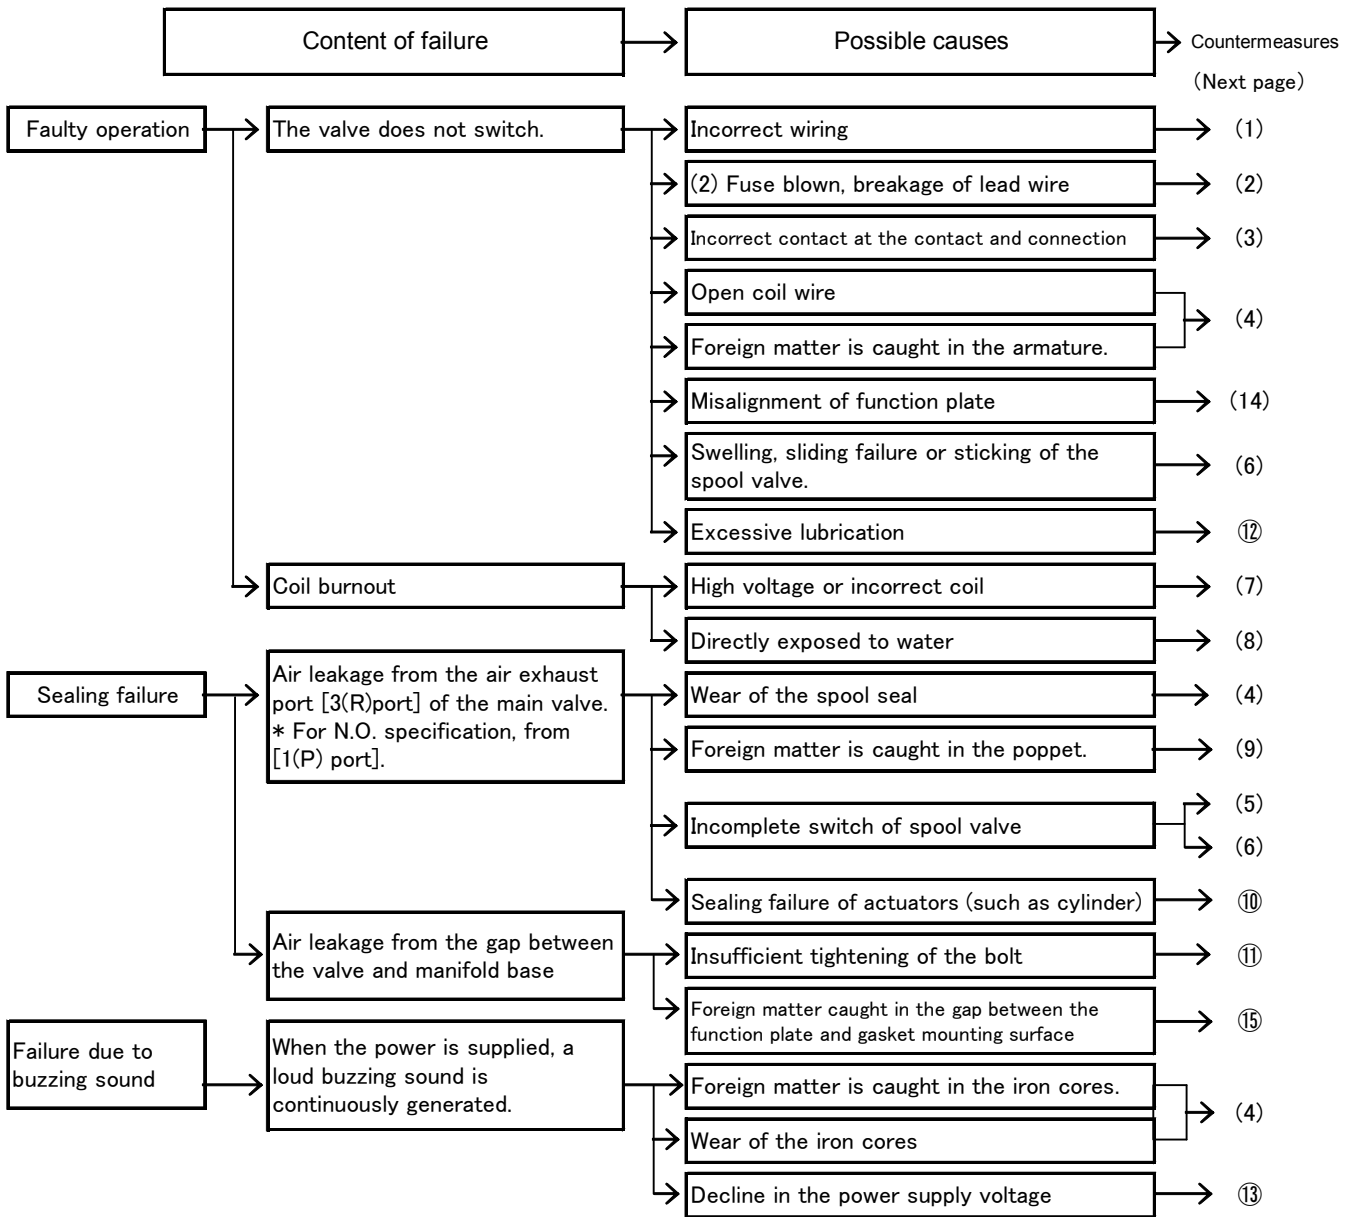 Content of failure
Possible causes
Countermeasures
(Next page)
Faulty operation
The valve does not switch.
Incorrect wiring
(1)
(2) Fuse blown, breakage of lead wire
(2)
Incorrect contact at the contact and connection
(3)
Open coil wire
Foreign matter is caught in the armature.
(4)
Misalignment of function plate
(14)
Swelling, sliding failure or sticking of the
spool valve.
(6)
Excessive lubrication
⑫
Coil burnout
High voltage or incorrect coil
(7)
Directly exposed to water
(8)
Sealing failure
Air leakage from the air exhaust
port [3(R)port] of the main valve.
* For N.O. specification, from
[1(P) port].
Wear of the spool seal
(4)
Foreign matter is caught in the poppet.
(9)
Incomplete switch of spool valve
(5)
(6)
Sealing failure of actuators (such as cylinder)
⑩
Air leakage from the gap between
the valve and manifold base
Insufficient tightening of the bolt
⑪
Foreign matter caught in the gap between the
function plate and gasket mounting surface
⑮
Failure due to
buzzing sound
When the power is supplied, a
loud buzzing sound is
continuously generated.
Foreign matter is caught in the iron cores.
Wear of the iron cores
(4)
Decline in the power supply voltage
⑬